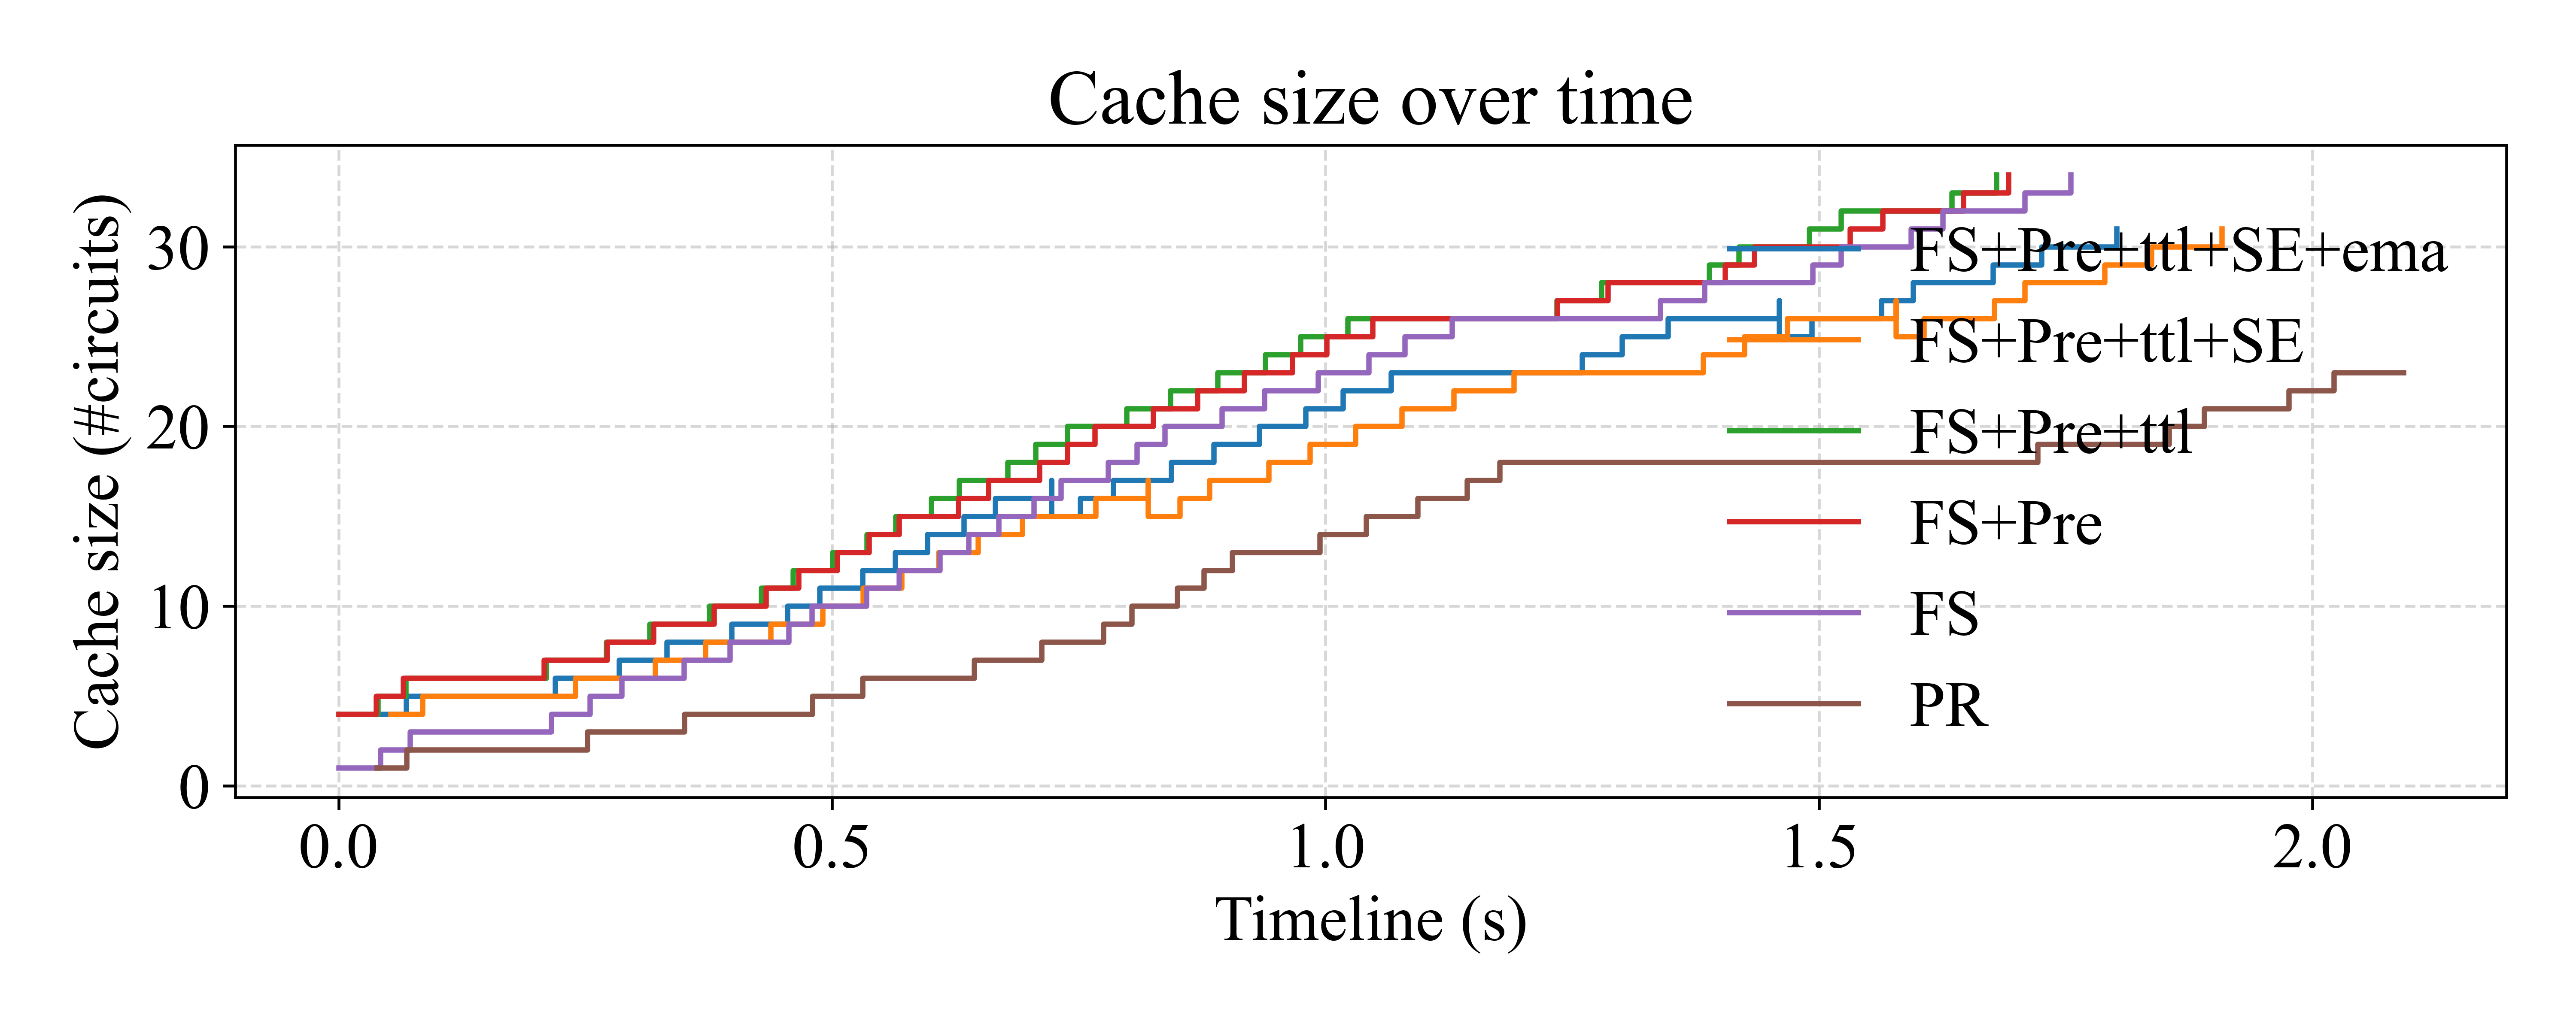 Cache size over time
Cache size (#circuits)
30
20
10
0
FS+Pre+ttl+SE+ema
FS+Pre+ttl+SE
FS+Pre+ttl
FS+Pre
FS
PR
0.0 0.5 1.0 1.5 2.0
Timeline (s)